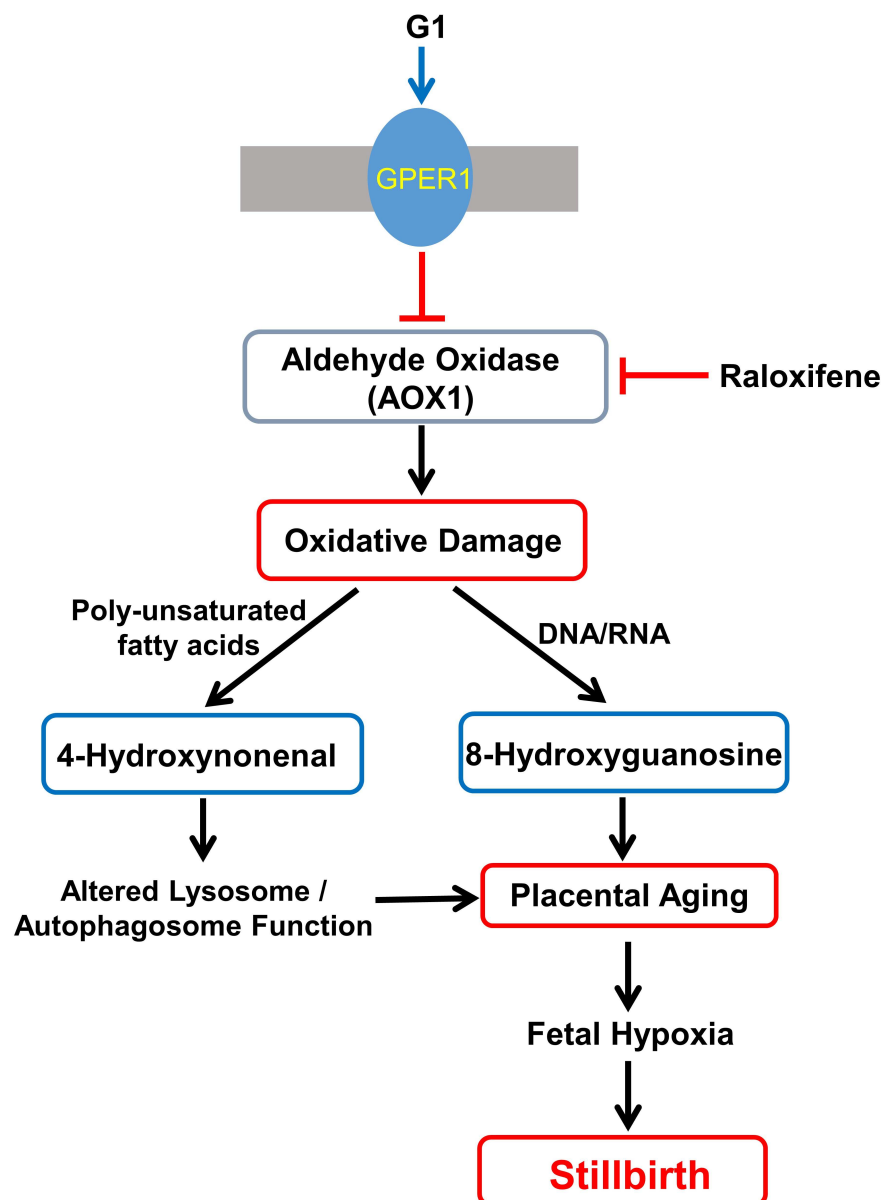 G1
GPER1
Aldehyde Oxidase
(AOX1)
Raloxifene
Oxidative Damage
Poly-unsaturated
fatty acids
DNA/RNA
4-Hydroxynonenal
8-Hydroxyguanosine
Altered Lysosome /
Autophagosome Function
Placental Aging
Fetal Hypoxia
Stillbirth